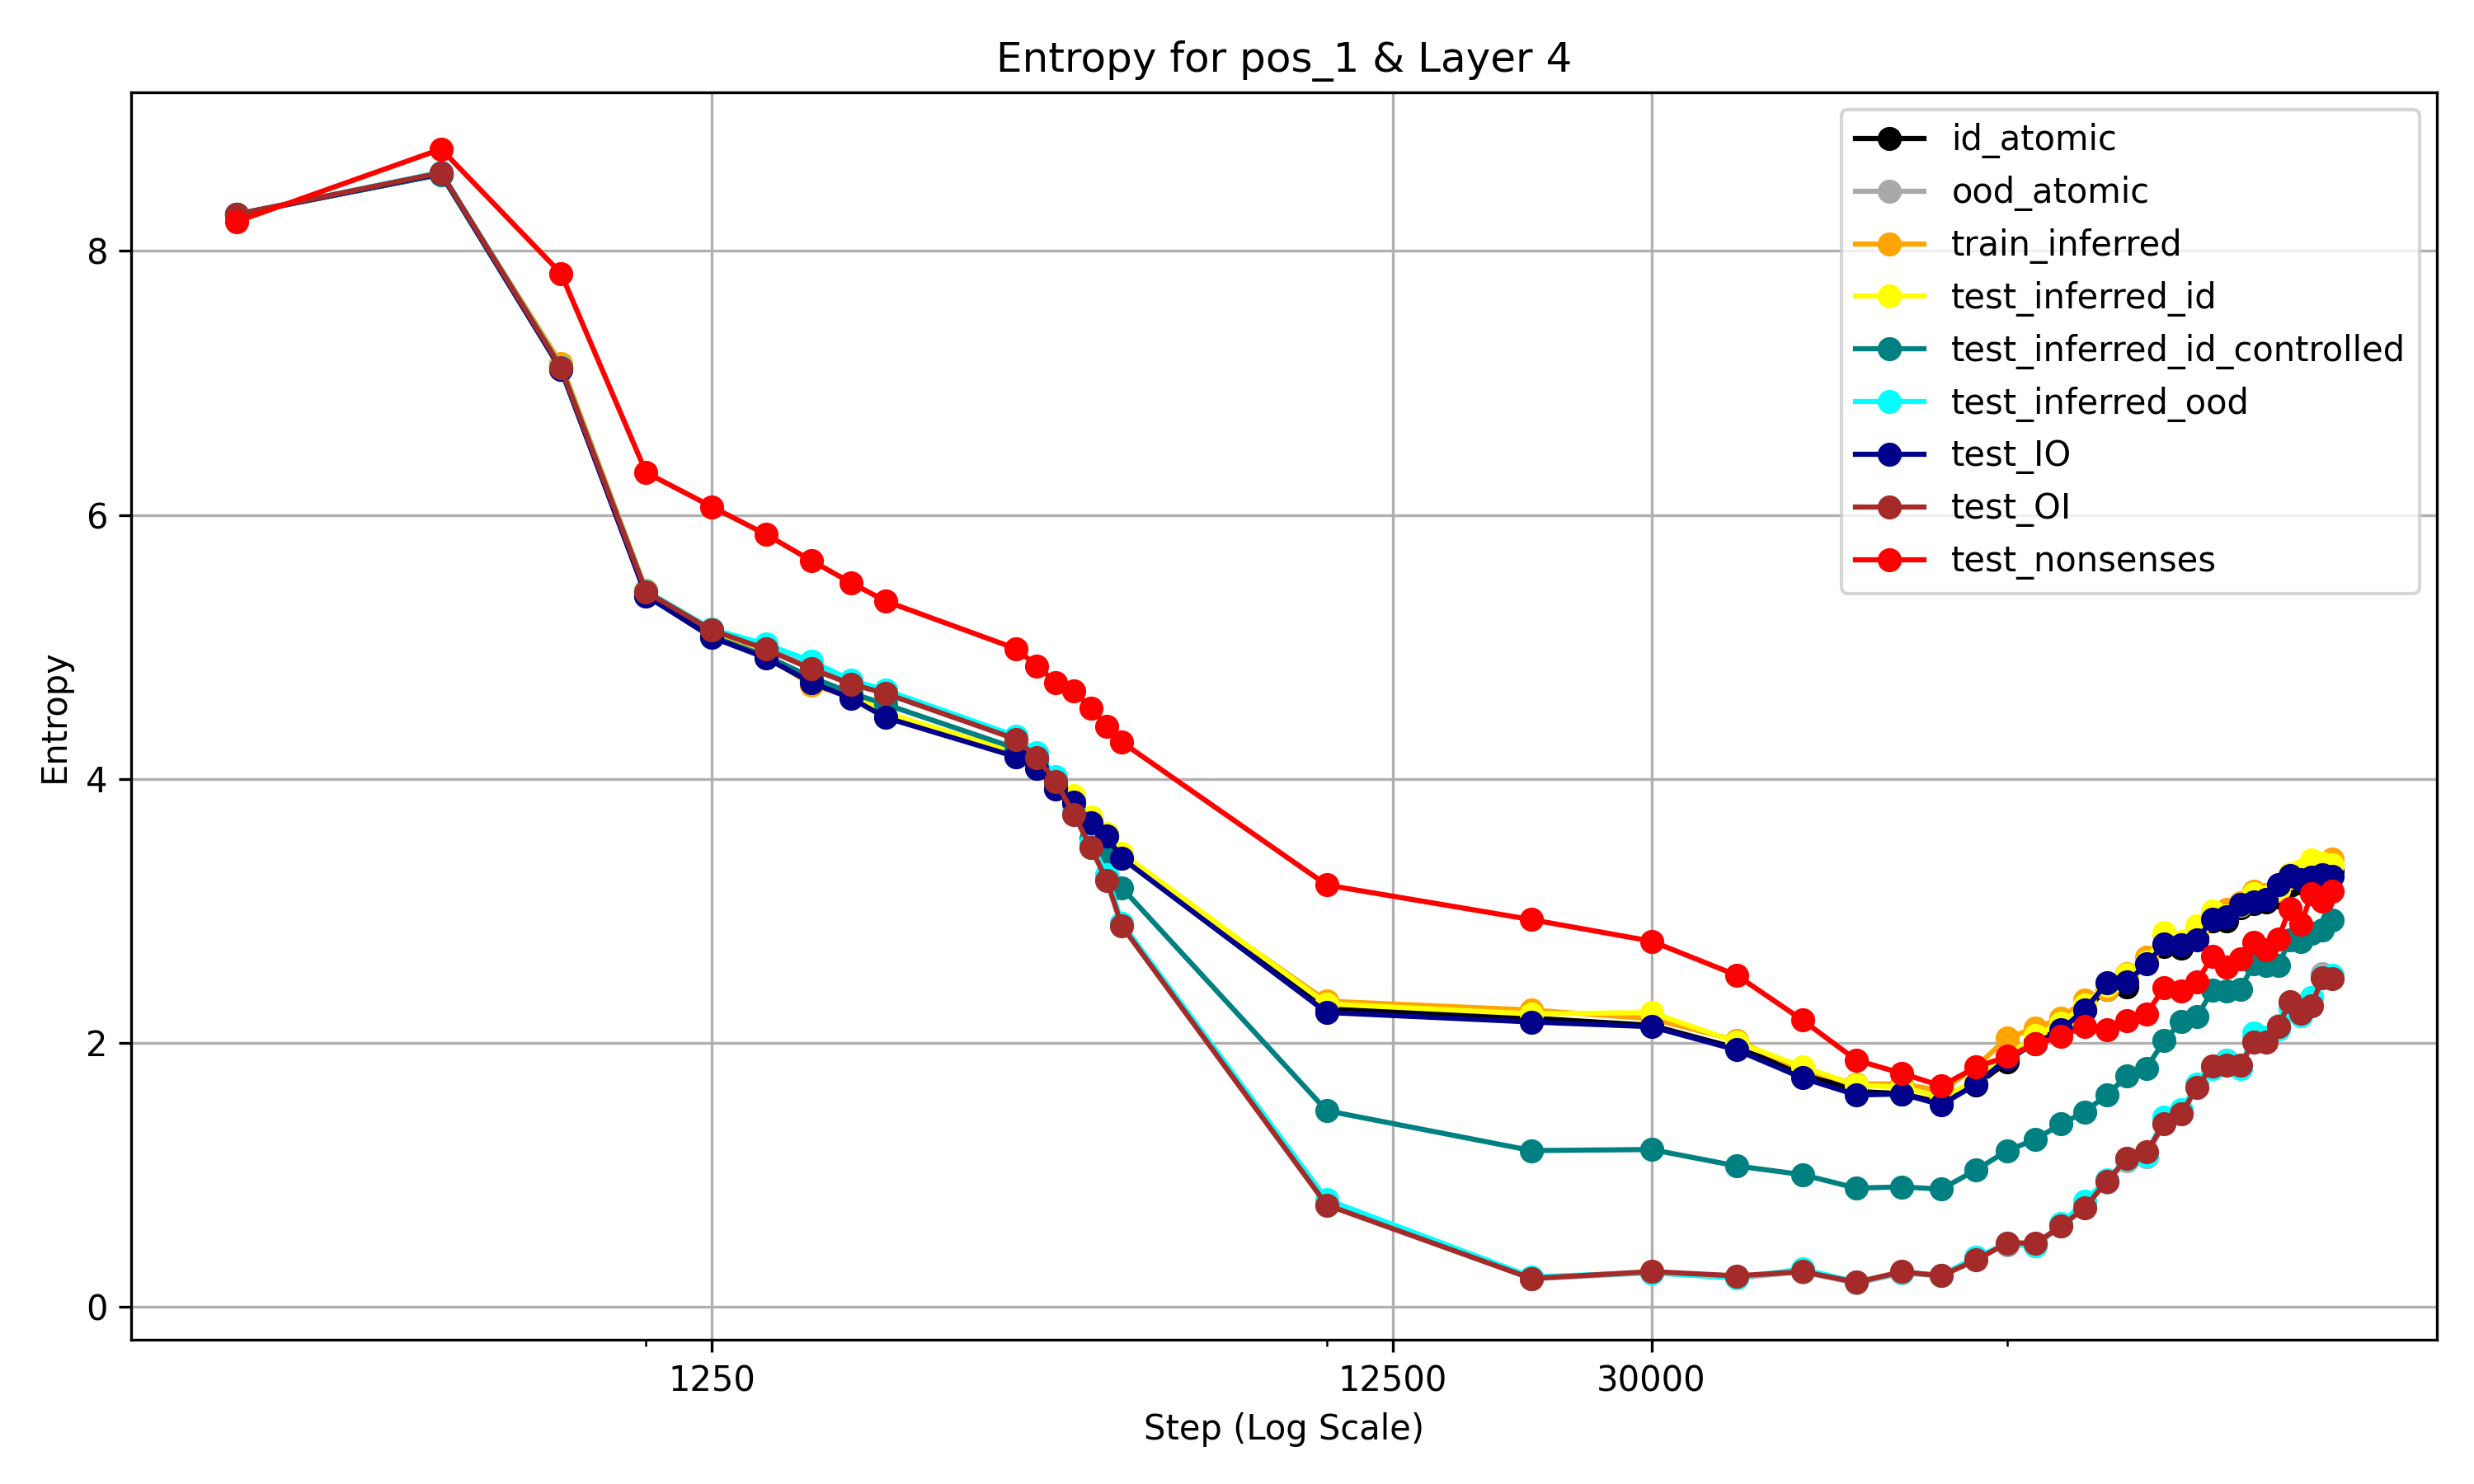 Entropy for pos_1 & Layer 4
id_atomic
ood_atomic
train_inferred
test_inferred_id
test_inferred_id_controlled
test_inferred_ood
test_IO
test_OI
test_nonsenses
Entropy
8
6
4
2
0
1250
12500
30000
Step (Log Scale)